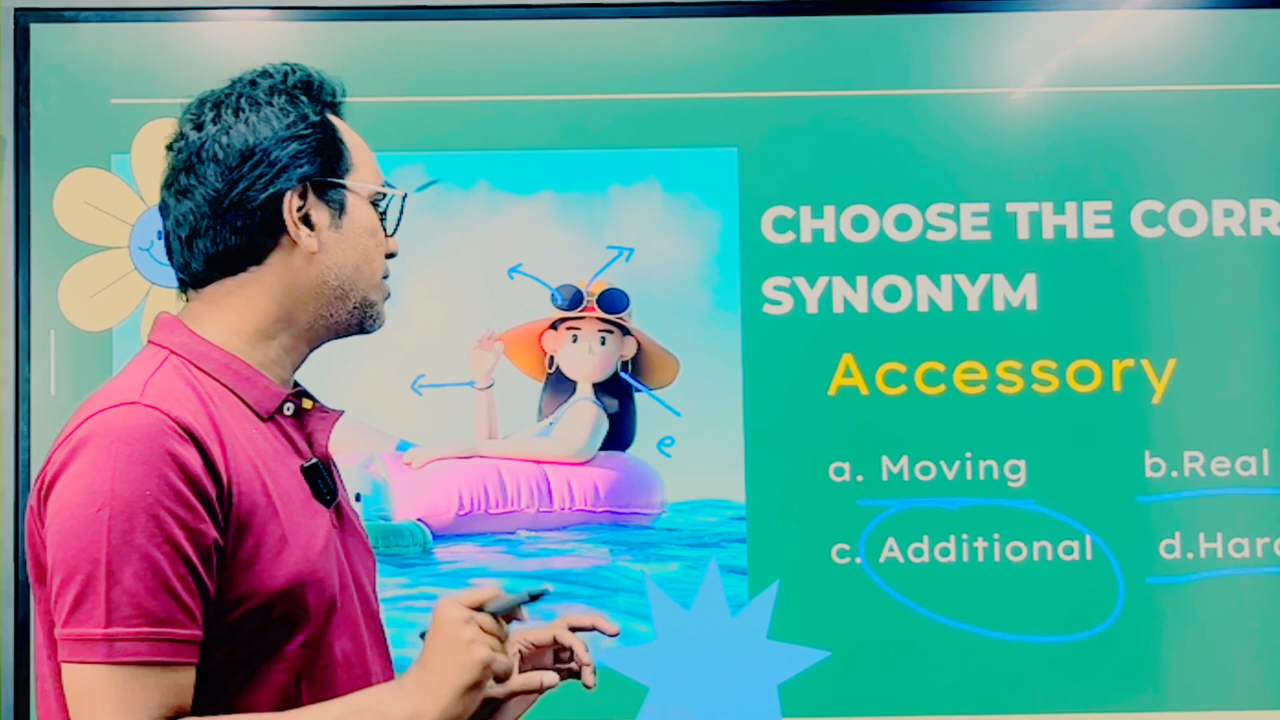 CHOOSE THE CORR
SYNONYM
Accessory
a. Moving b.Real
c. Additional d.Hard
e